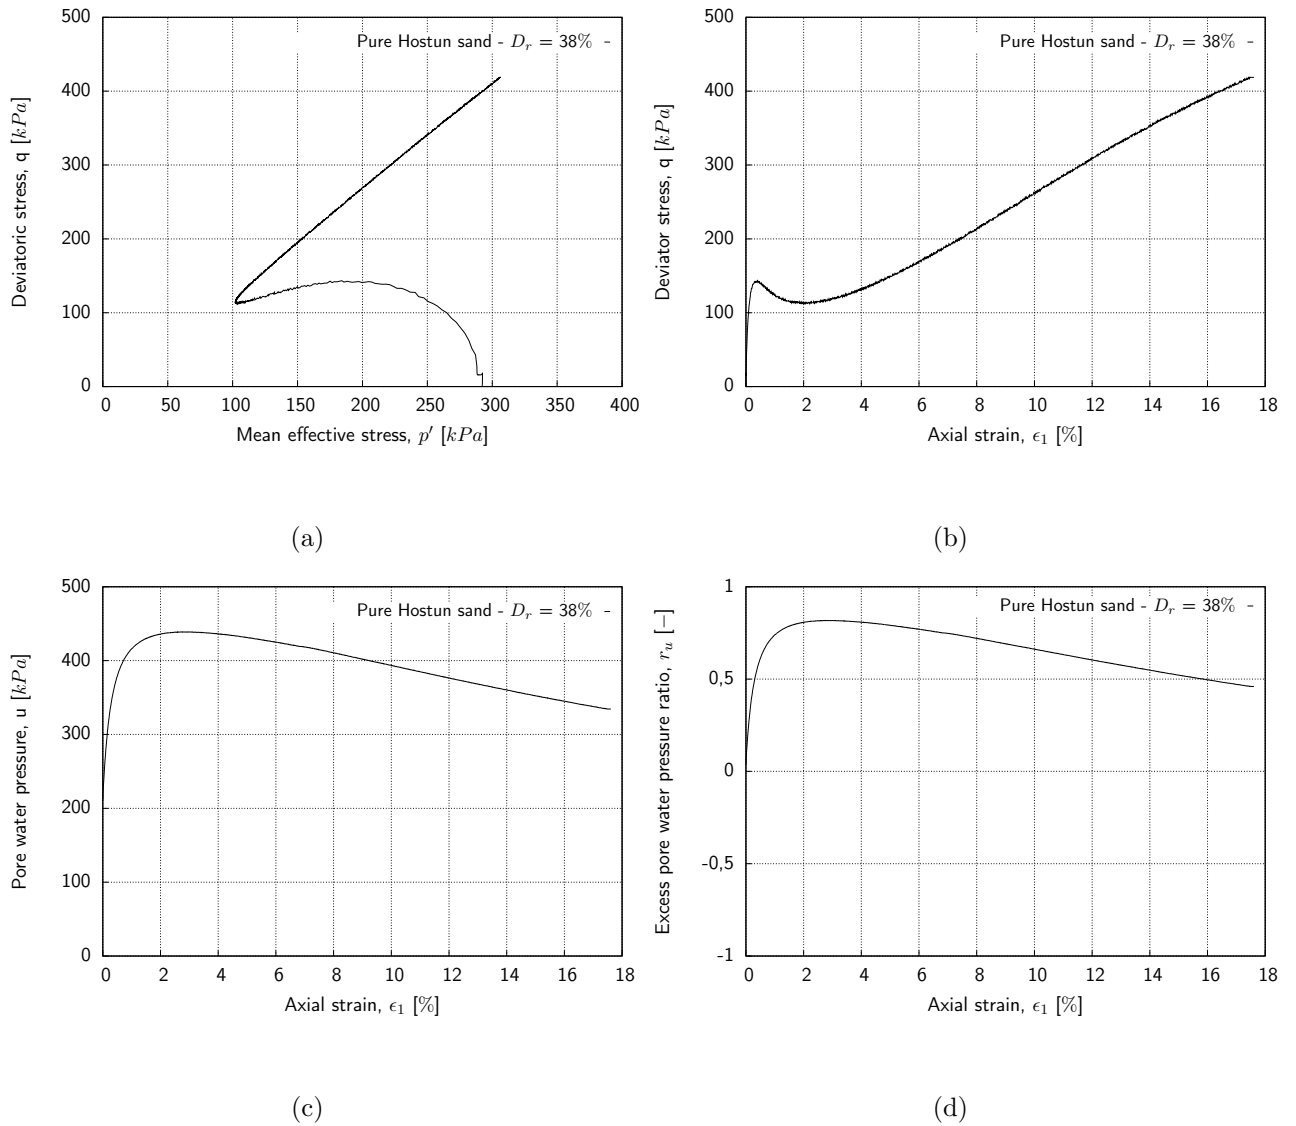 Pure Hostun sand - D_r = 38%
Deviatoric stress, q [kPa]
500
400
300
200
100
0
0 50 100 150 200 250 300 350 400
Mean effective stress, p′ [kPa]
(a)
Pure Hostun sand - D_r = 38%
Deviator stress, q [kPa]
500
400
300
200
100
0
0 2 4 6 8 10 12 14 16 18
Axial strain, ϵ_1 [%]
(b)
Pure Hostun sand - D_r = 38%
Pore water pressure, u [kPa]
500
400
300
200
100
0
0 2 4 6 8 10 12 14 16 18
Axial strain, ϵ_1 [%]
(c)
Pure Hostun sand - D_r = 38%
Excess pore water pressure ratio, r_u [−]
1
0,5
0
-0,5
-1
0 2 4 6 8 10 12 14 16 18
Axial strain, ϵ_1 [%]
(d)